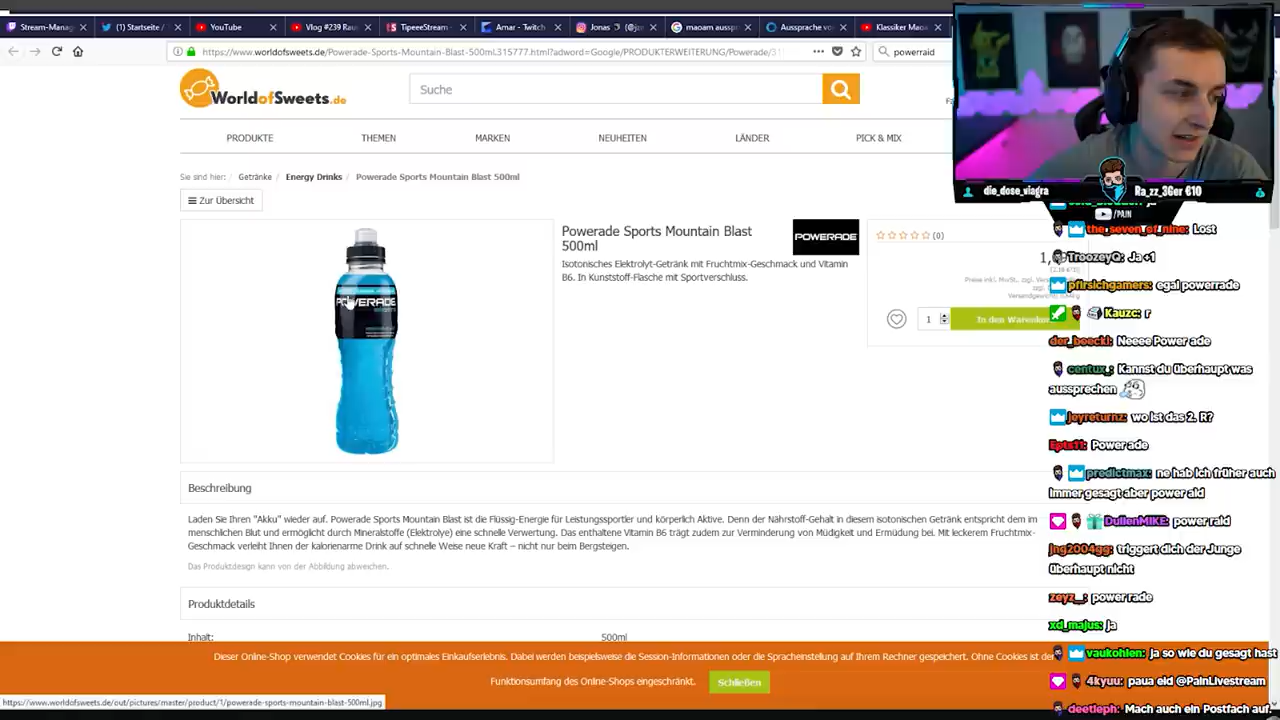 Stream-Manag
(1) Startseite /
YouTube
Vlog #239 Rau
TipeeeStream
Amar - Twitch
maoam aussp
Aussprache vo
Klassiker Mao
https://www.worldofsweets.de/Powerade-Sports-Mountain-Blast-500ml.315777.html?adword=Google/PRODUKTERWEITERUNG/Powerade/3
powerraid
WorldofSweets.de
Suche
PRODUKTE
THEMEN
MARKEN
NEUHEITEN
LÄNDER
PICK & MIX
Sie sind hier: / Getränke / Energy Drinks / Powerade Sports Mountain Blast 500ml
Zur Übersicht
POWERADE
Powerade Sports Mountain Blast
500ml
POWERADE
Isotonisches Elektrolyt-Getränk mit Fruchtmix-Geschmack und Vitamin
B6. In Kunststoff-Flasche mit Sportverschluss.
(0)
1
In den Warenko
Beschreibung
Laden Sie Ihren "Akku" wieder auf. Powerade Sports Mountain Blast ist die Flüssig-Energie für Leistungssportler und körperlich Aktive. Denn der Nährstoff-Gehalt in diesem isotonischen Getränk entspricht dem im
menschlichen Blut und ermöglicht durch Mineralstoffe (Elektrolye) eine schnelle Verwertung. Das enthaltene Vitamin B6 trägt zudem zur Verminderung von Müdigkeit und Ermüdung bei. Mit leckerem Fruchtmix-
Geschmack verleiht Ihnen der kalorienarme Drink auf schnelle Weise neue Kraft – nicht nur beim Bergsteigen.
Das Produktdesign kann von der Abbildung abweichen.
Produktdetails
Inhalt:
500ml
Dieser Online-Shop verwendet Cookies für ein optimales Einkaufserlebnis. Dabei werden beispielsweise die Session-Informationen oder die Spracheinstellung auf Ihrem Rechner gespeichert. Ohne Cookies ist de
Funktionsumfang des Online-Shops eingeschränkt.
Schließen
https://www.worldofsweets.de/out/pictures/master/product/1/powerade-sports-mountain-blast-500ml.jpg
die_dose_viagra
Ra_zz_36er €10
/PAIN
the_seven_of_nine: Lost
TroozeyQ: Ja <1
pfirsichgamers: egal powerrade
Kauzc: r
der_boecki: Neeee Power ade
centux_: Kannst du überhaupt was
aussprechen
jeyreturnz: wo ist das 2. R?
Epts11: Power ade
predictmax: ne hab ich früher auch
immer gesagt aber power aid
DullenMIKE: power raid
jng2004gg: triggert dich der Junge
überhaupt nicht
zeyz_: power rade
xd_majus: ja
vaukohlen: ja so wie du gesagt hast
4kyuu: paua eid @PainLivestream
deetleph: Mach auch ein Postfach auf.